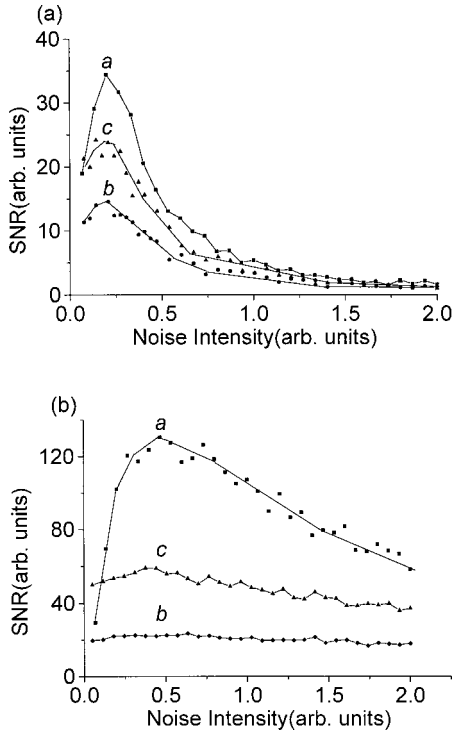 (a)
40
30
20
10
0
SNR(arb. units)
a
c
b
0.0 0.5 1.0 1.5 2.0
Noise Intensity(arb. units)
(b)
120
80
40
0
SNR(arb. units)
a
c
b
0.0 0.5 1.0 1.5 2.0
Noise Intensity(arb. units)